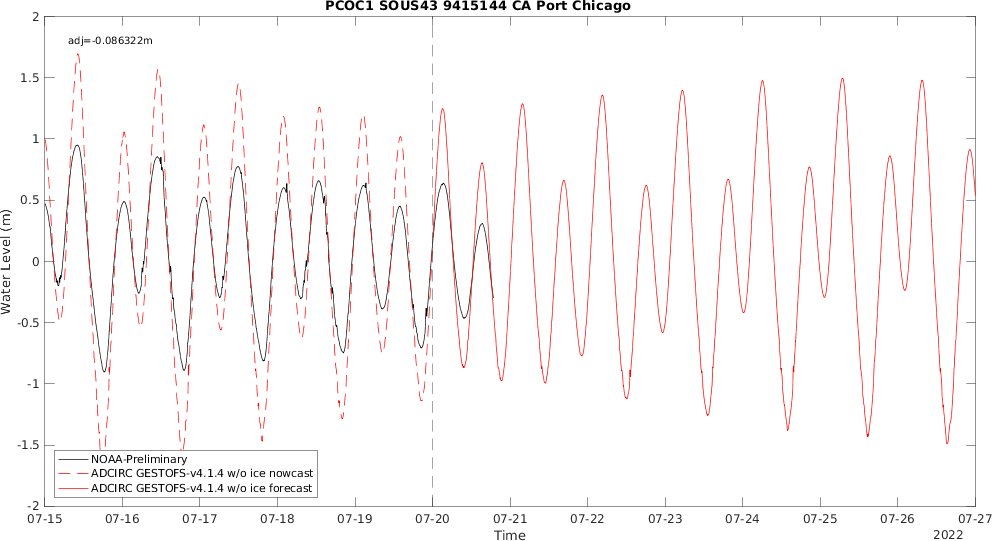 PCOC1 SOUS43 9415144 CA Port Chicago
adj=-0.086322m
2
1.5
1
0.5
0
-0.5
-1
-1.5
-2
Water Level (m)
NOAA-Preliminary
ADCIRC GESTOFS-v4.1.4 w/o ice nowcast
ADCIRC GESTOFS-v4.1.4 w/o ice forecast
07-15 07-16 07-17 07-18 07-19 07-20 07-21 07-22 07-23 07-24 07-25 07-26 07-27
Time
2022